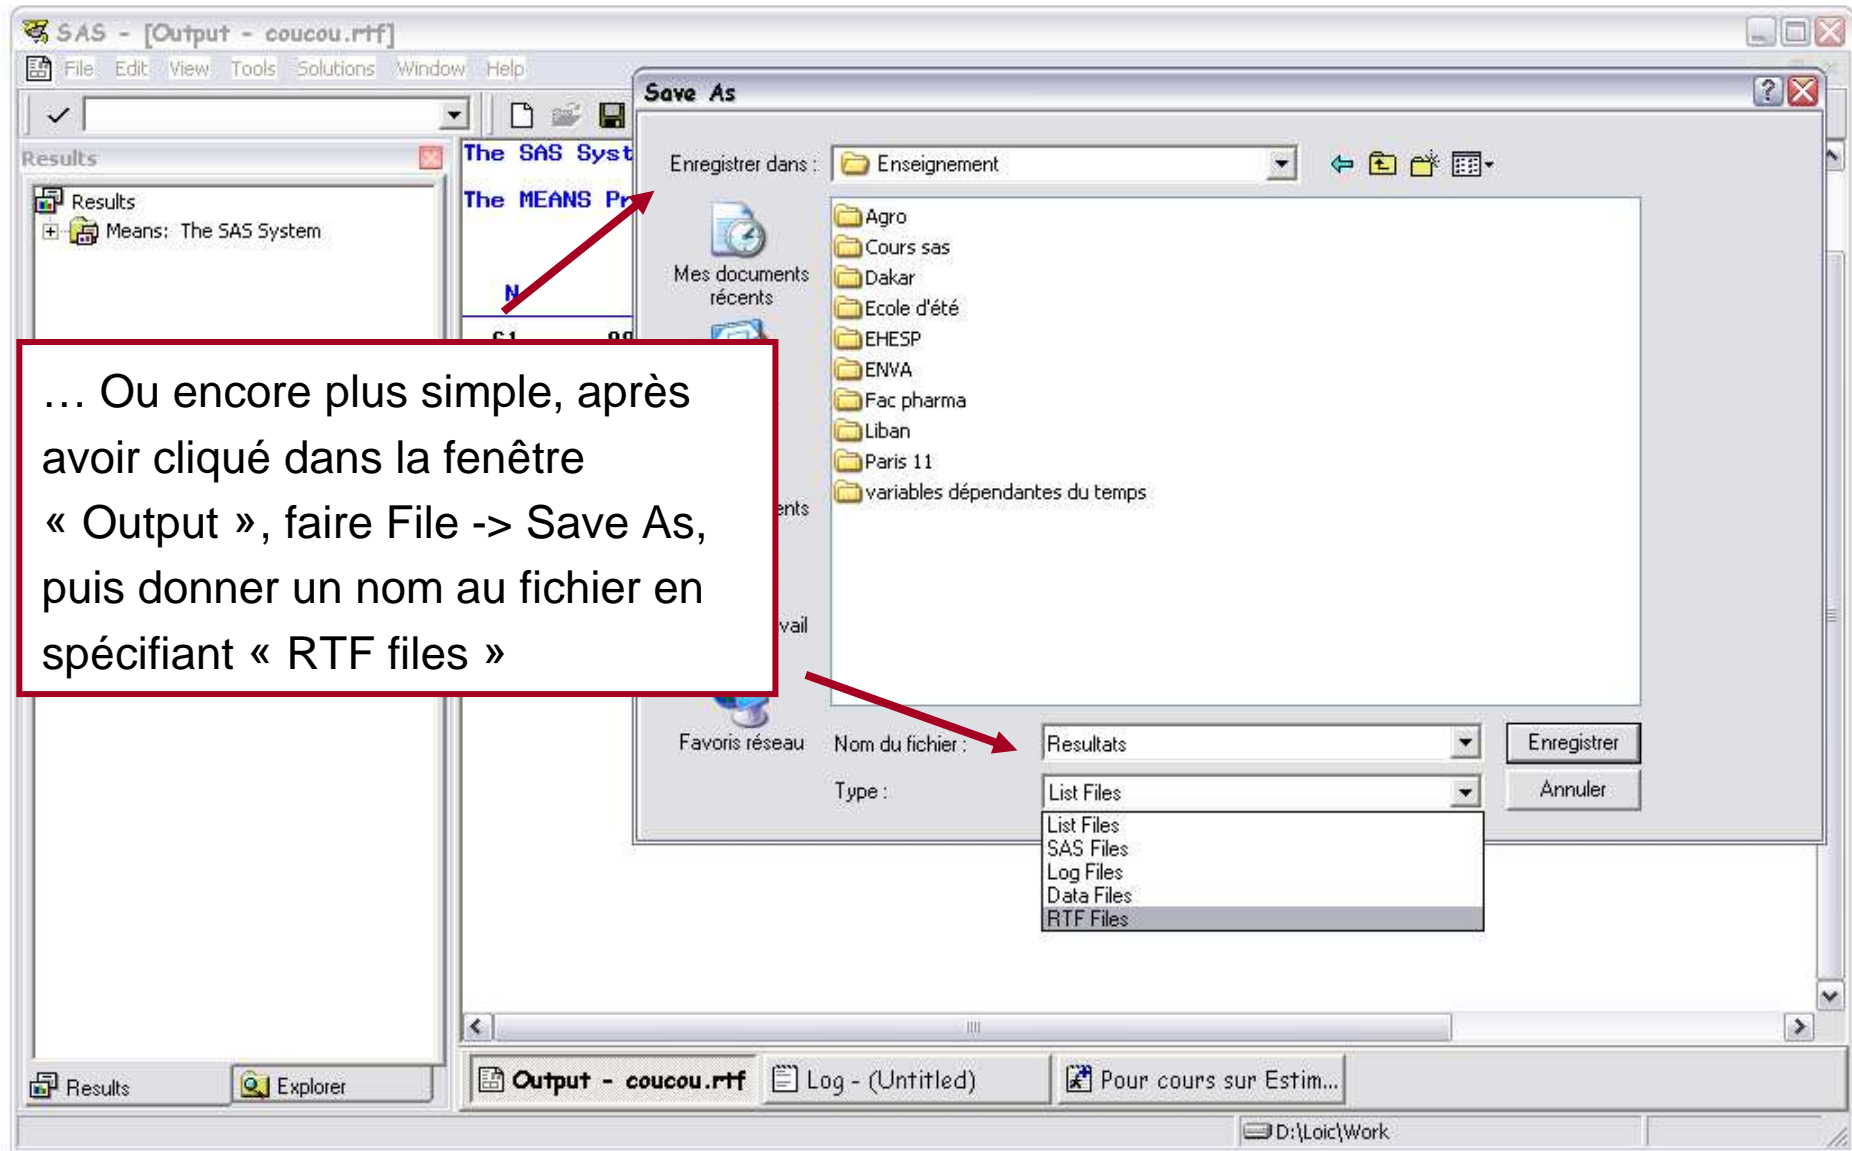 SAS - [Output - coucou.rtf]
File Edit View Tools Solutions Window Help
Save As
Results
The SAS Syst
Enregistrer dans :
Enseignement
Results
The MEANS Pr
Means: The SAS System
Agro
Cours sas
Mes documents
récents
Dakar
N
Ecole d'été
EHESP
ENVA
Fac pharma
Liban
Paris 11
variables dépendantes du temps
… Ou encore plus simple, après
avoir cliqué dans la fenêtre
« Output », faire File -> Save As,
puis donner un nom au fichier en
spécifiant « RTF files »
ents
vail
Favoris réseau
Nom du fichier :
Resultats
Enregistrer
Type :
List Files
Annuler
List Files
SAS Files
Log Files
Data Files
RTF Files
Results
Explorer
Output - coucou.rtf
Log - (Untitled)
Pour cours sur Estim...
D:\Loic\Work